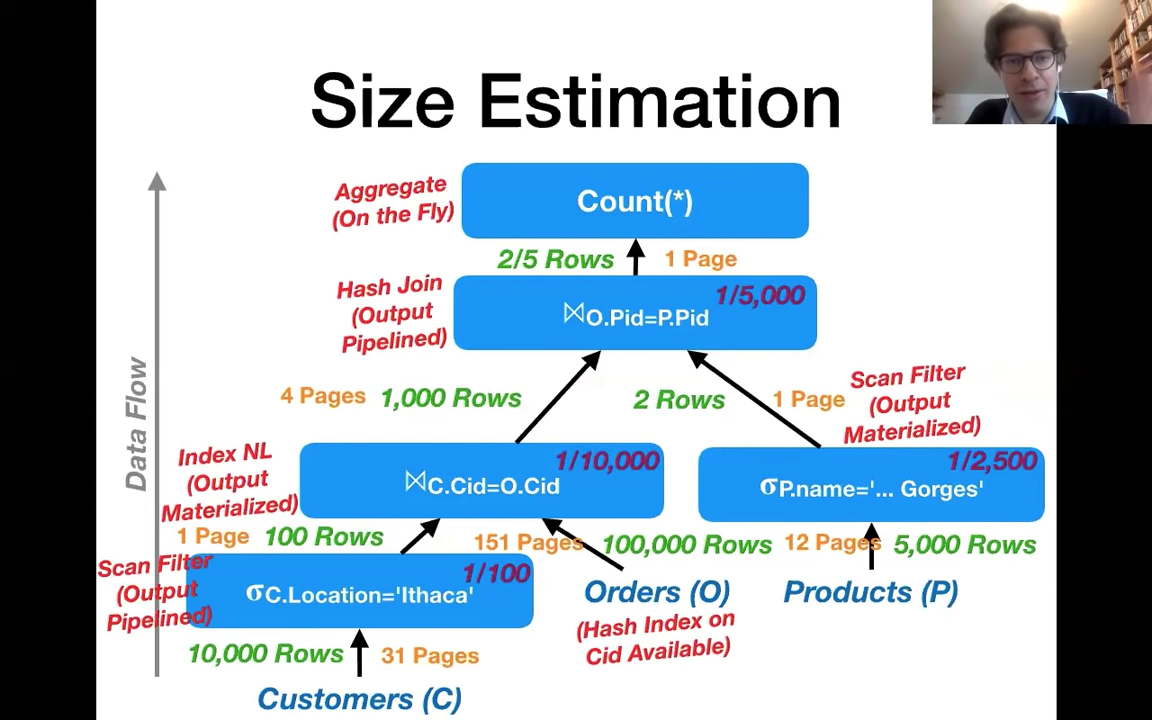 Size Estimation
Aggregate
(On the Fly)
Count(*)
2/5 Rows
1 Page
Hash Join
(Output
Pipelined)
1/5,000
⋈O.Pid=P.Pid
Data Flow
4 Pages
1,000 Rows
2 Rows
1 Page
Scan Filter
(Output
Materialized)
Index NL
(Output
Materialized)
1/10,000
⋈C.Cid=O.Cid
1/2,500
σP.name='... Gorges'
1 Page
100 Rows
151 Pages
100,000 Rows
12 Pages
5,000 Rows
Scan Filter
(Output
Pipelined)
1/100
σC.Location='Ithaca'
Orders (O)
(Hash Index on
Cid Available)
Products (P)
10,000 Rows
31 Pages
Customers (C)